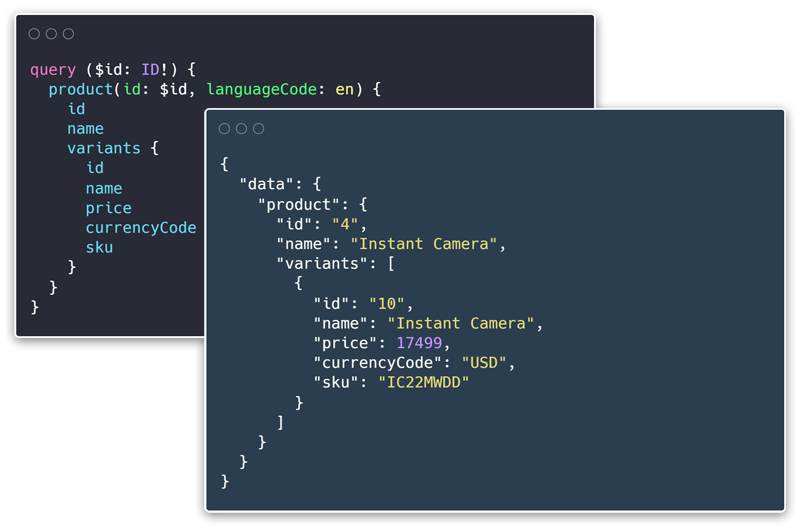 query ($id: ID!) {
  product(id: $id, languageCode: en) {
    id
    name
    variants {
      id
      name
      price
      currencyCode
      sku
    }
  }
}
{
  "data": {
    "product": {
      "id": "4",
      "name": "Instant Camera",
      "variants": [
        {
          "id": "10",
          "name": "Instant Camera",
          "price": 17499,
          "currencyCode": "USD",
          "sku": "IC22MWDD"
        }
      ]
    }
  }
}